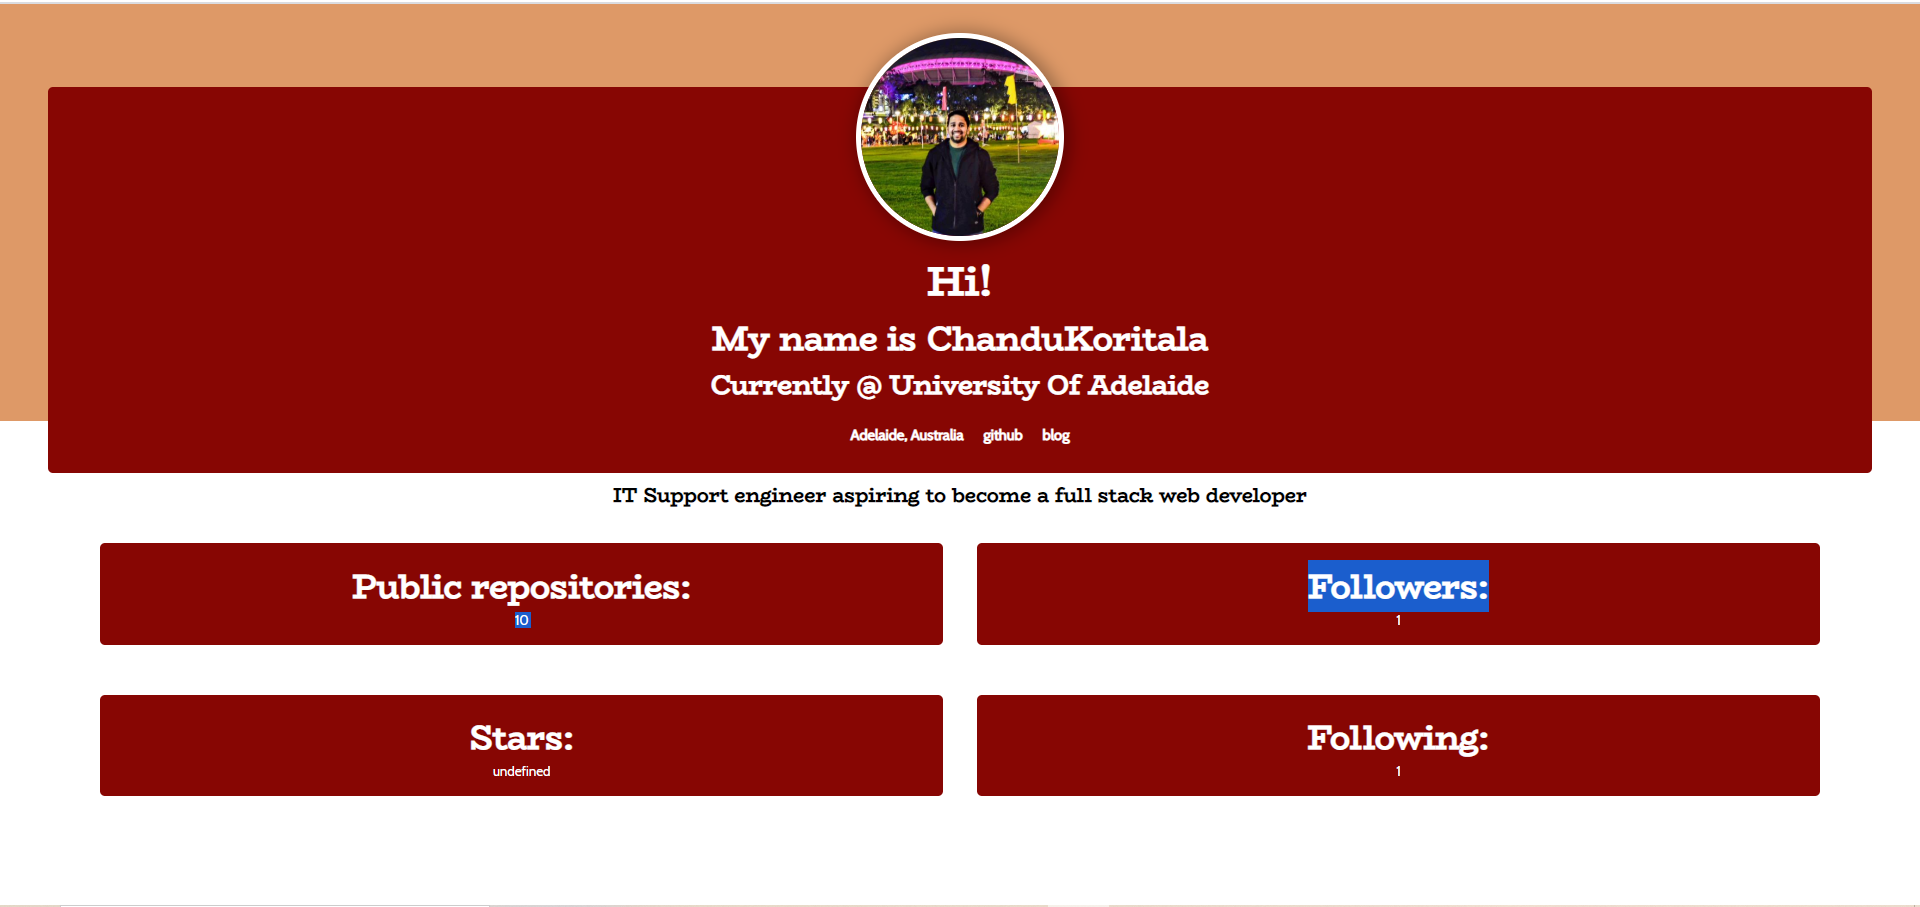 Hi!
My name is ChanduKoritala
Currently @ University Of Adelaide
Adelaide, Australia github blog
IT Support engineer aspiring to become a full stack web developer
Public repositories:
10
Followers:
1
Stars:
undefined
Following:
1